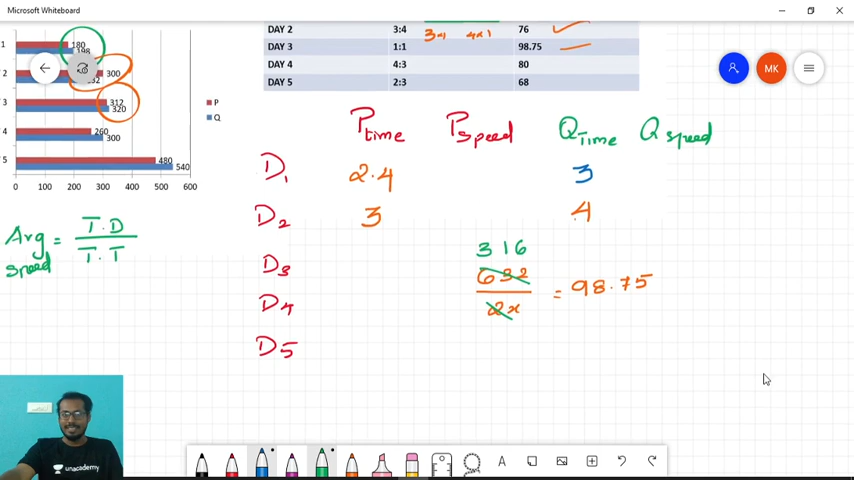 Microsoft Whiteboard
1 180
198
2 300
3 312
320
4 260
300
5 480
540
P
Q
0 100 200 300 400 500 600
DAY 2 3:4 3x1 4x1 76
DAY 3 1:1 98.75
DAY 4 4:3 80
DAY 5 2:3 68
MK
P Time P speed Q Time Q speed
D1 2.4 3
D2 3 4
D3
D4
D5
Avg speed = T.D
T.T
316
632
2x = 98.75
unacademy
A